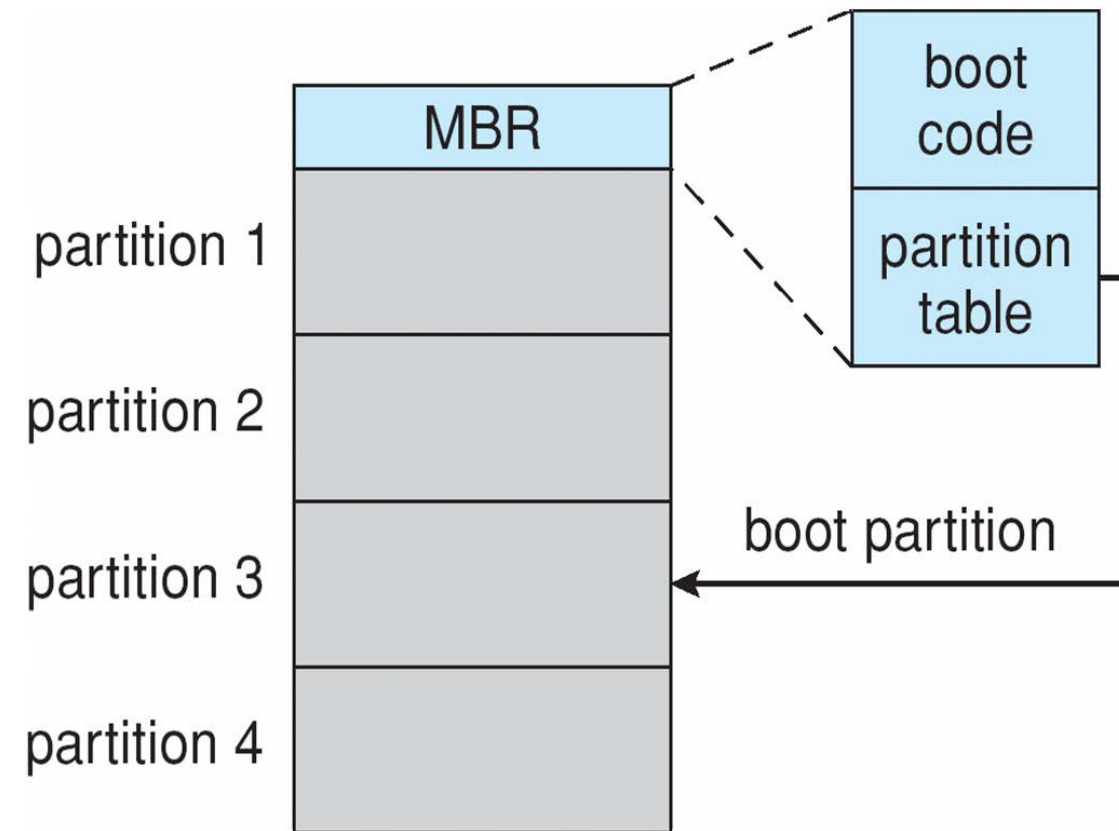 MBR
boot
code
partition
table
partition 1
partition 2
boot partition
partition 3
partition 4